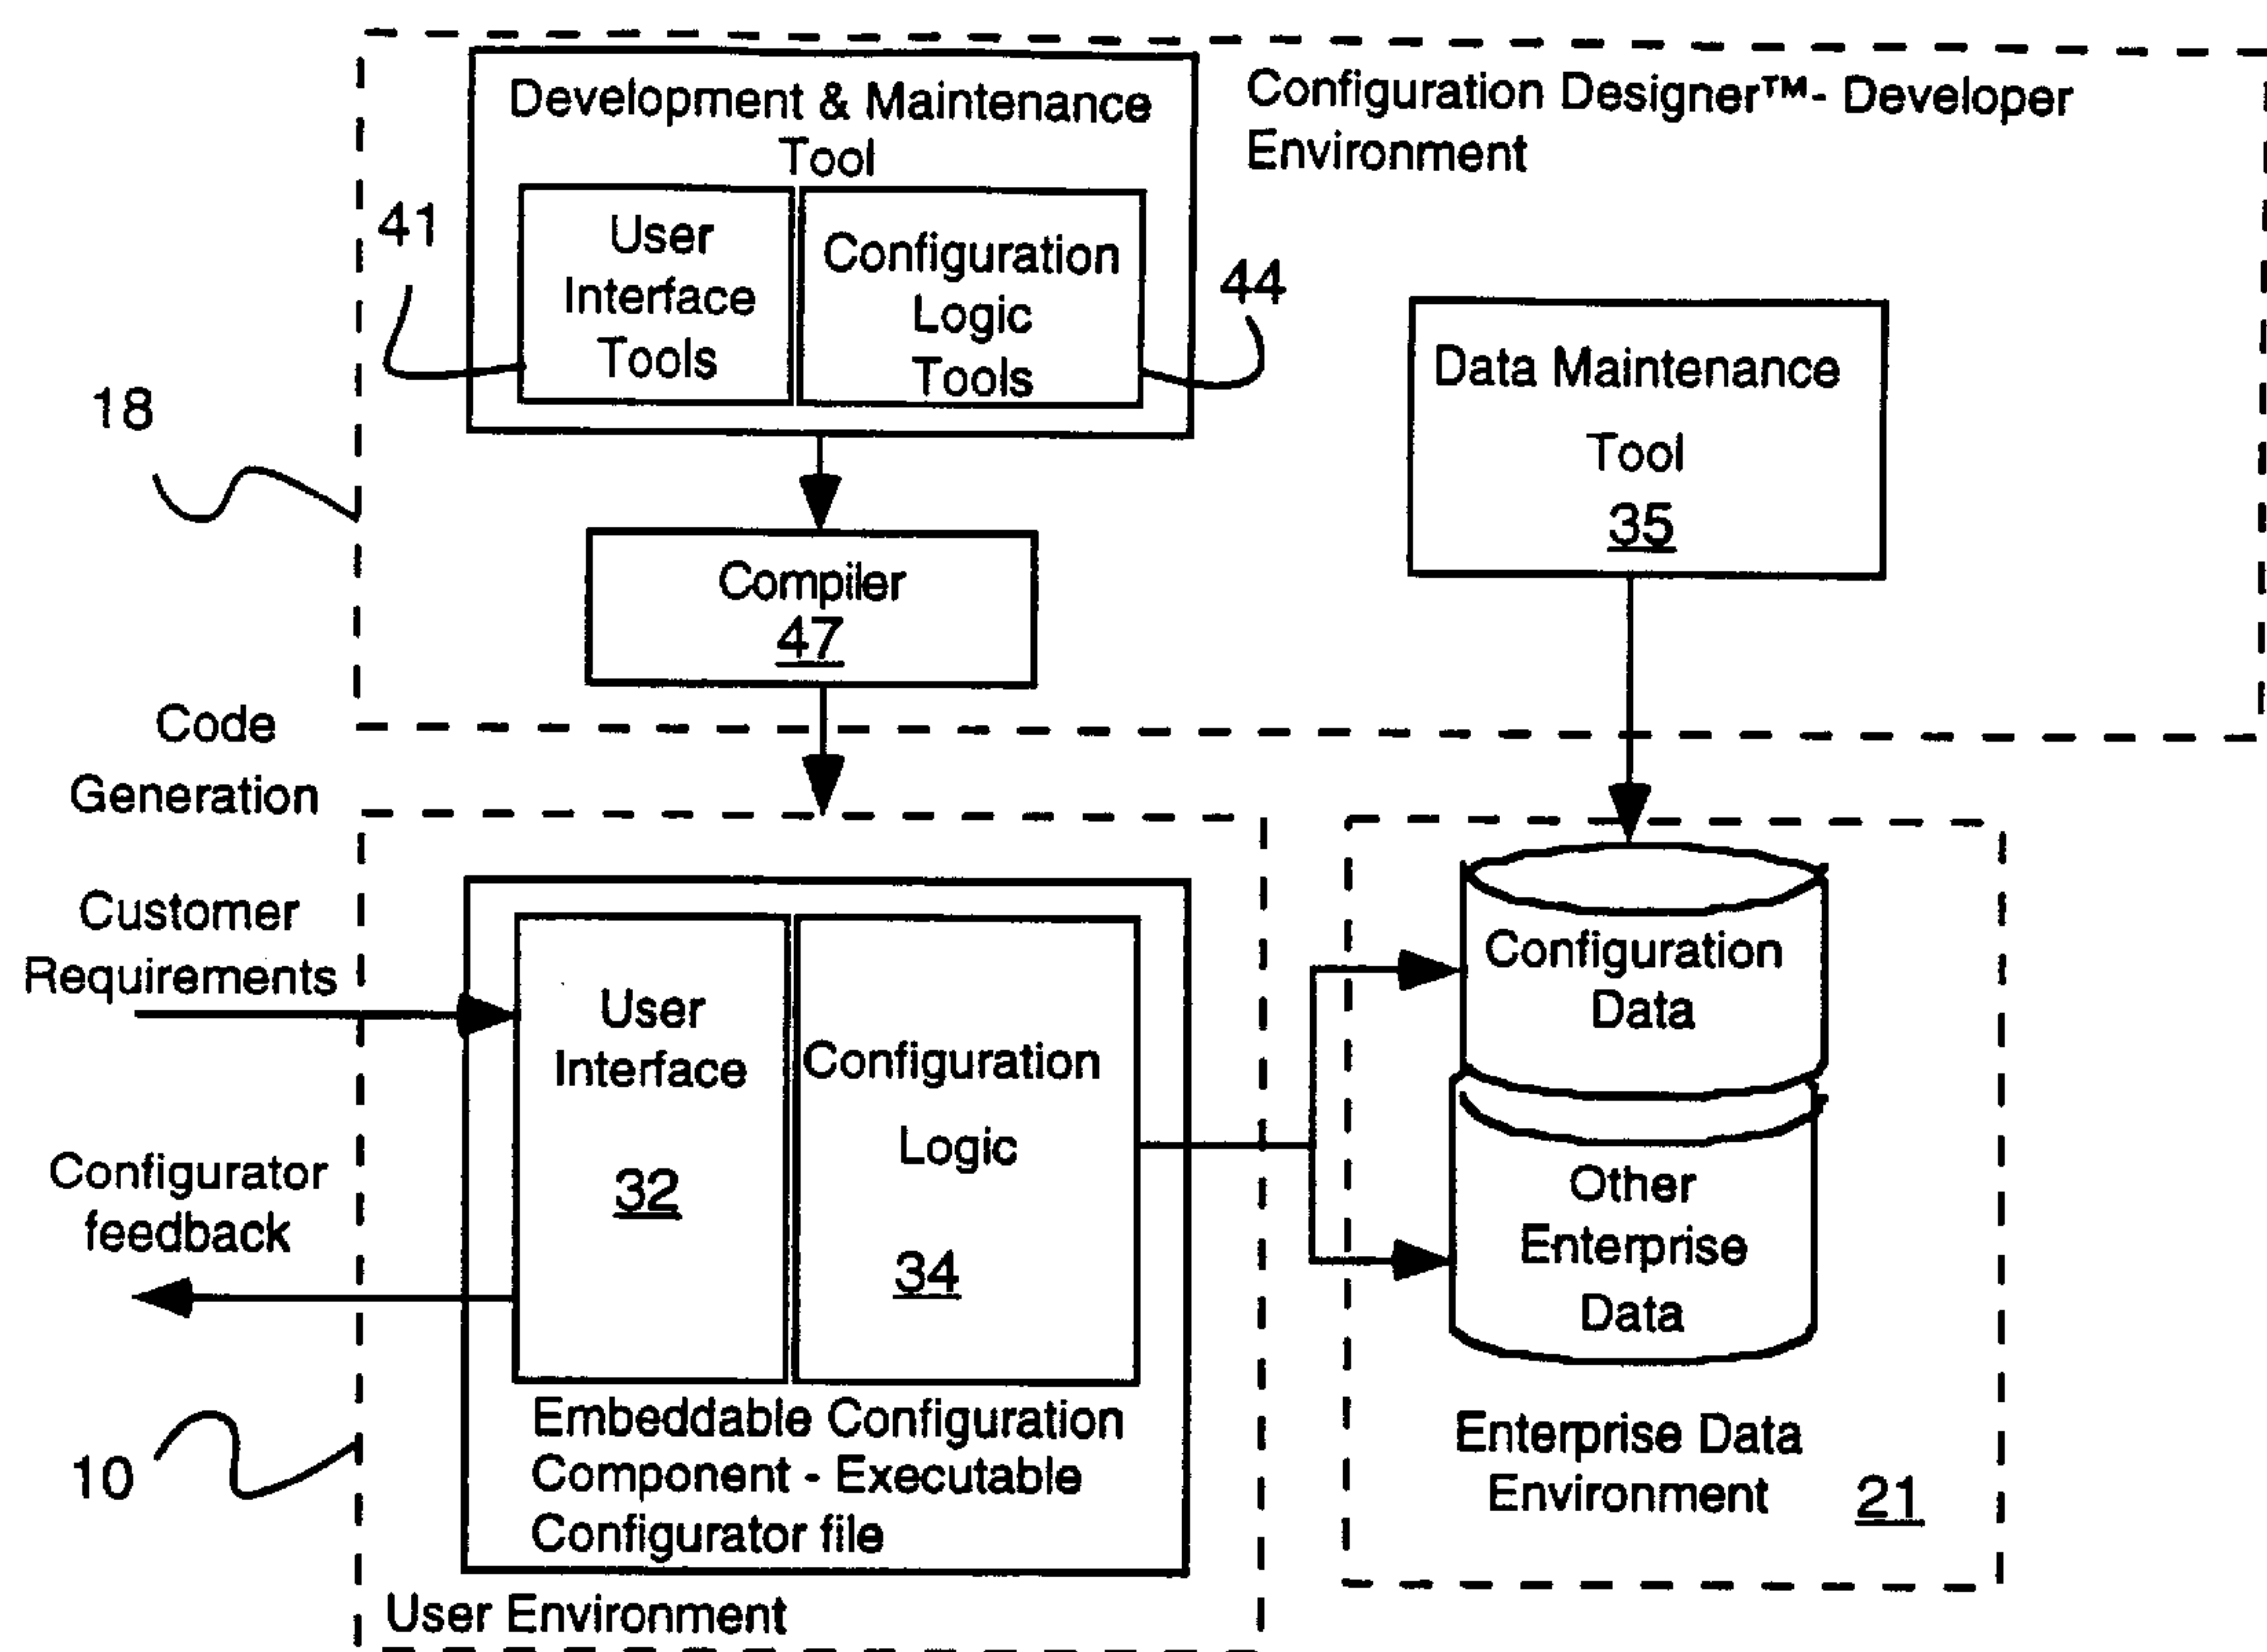 Development & Maintenance
Tool
Configuration Designer™- Developer
Environment
41
User
Interface
Tools
Configuration
Logic
Tools
44
18
Data Maintenance
Tool
35
Compiler
47
Code
Generation
Customer
Requirements
Configurator
feedback
10
User
Interface
32
Configuration
Logic
34
Embeddable Configuration
Component - Executable
Configurator file
User Environment
Configuration
Data
Other
Enterprise
Data
Enterprise Data
Environment
21